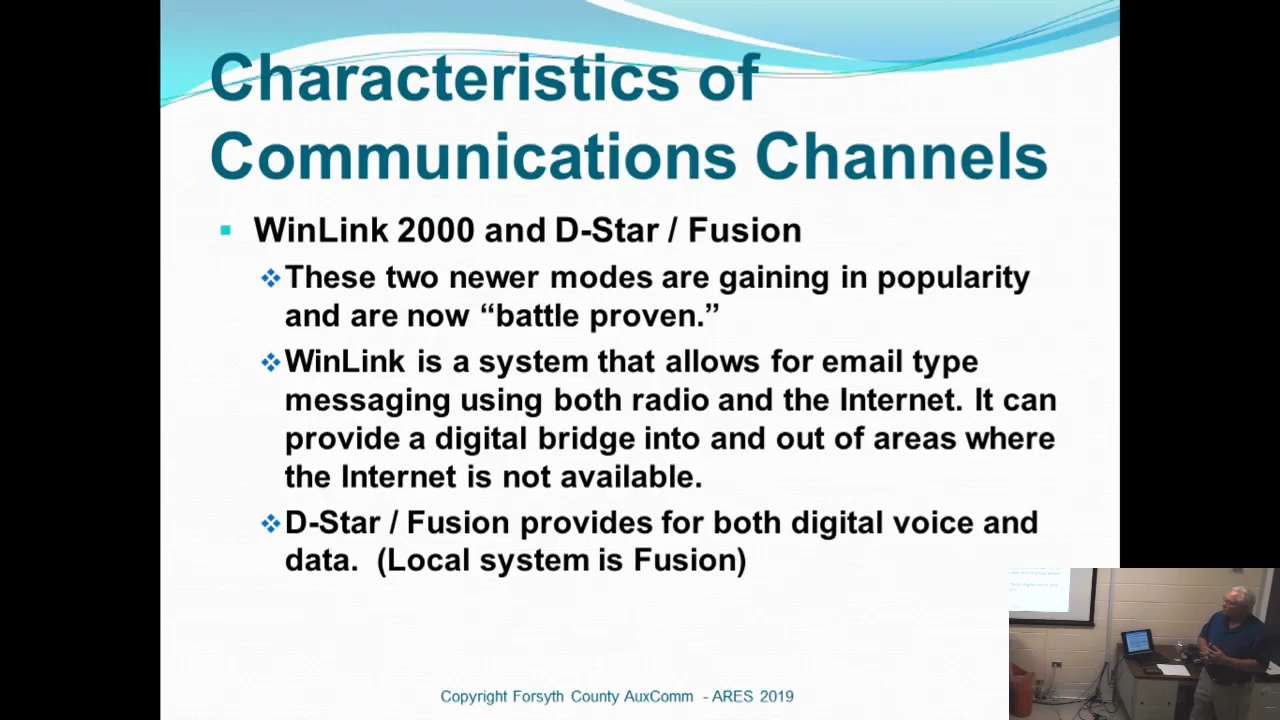 Characteristics of
Communications Channels
WinLink 2000 and D-Star / Fusion
These two newer modes are gaining in popularity
and are now “battle proven.”
WinLink is a system that allows for email type
messaging using both radio and the Internet. It can
provide a digital bridge into and out of areas where
the Internet is not available.
D-Star / Fusion provides for both digital voice and
data. (Local system is Fusion)
Copyright Forsyth County AuxComm - ARES 2019